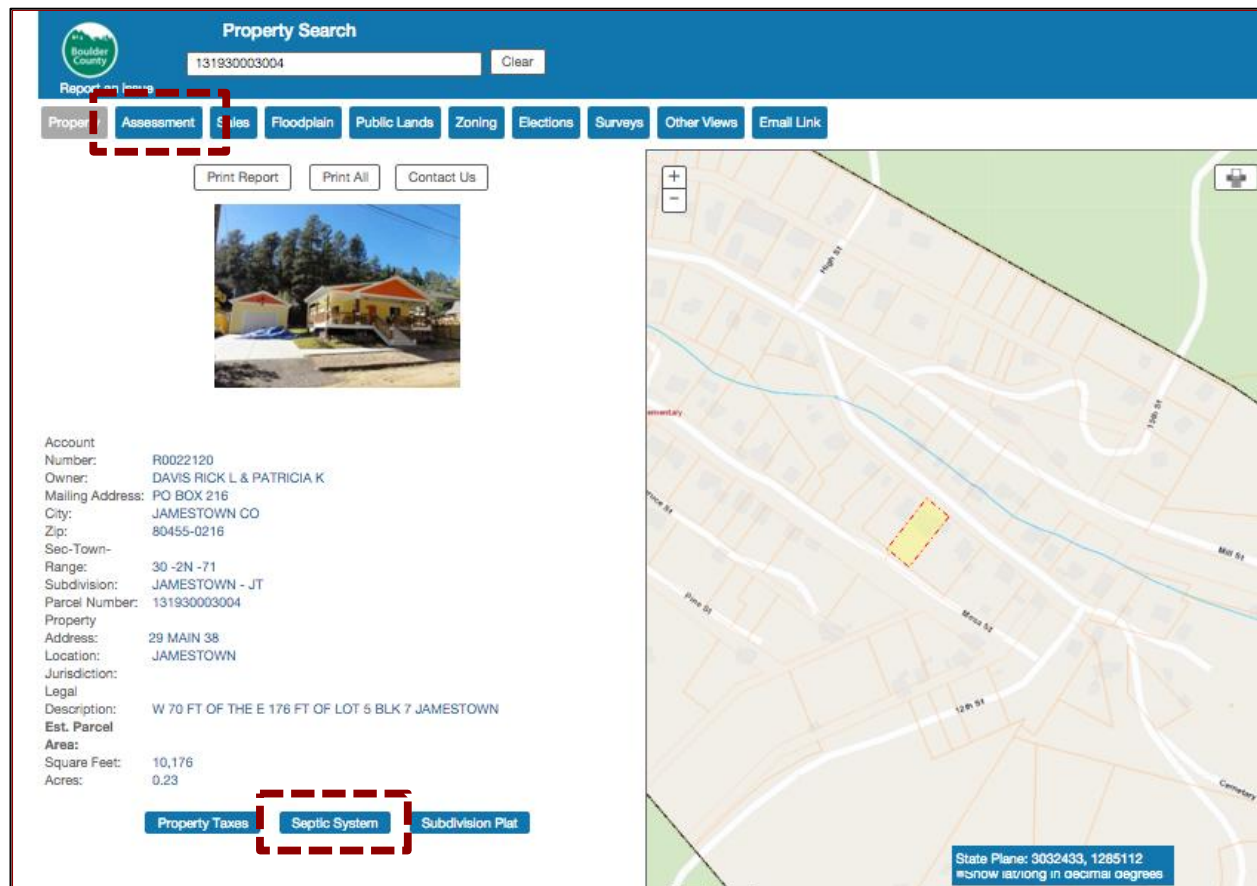 Property Search
Boulder
County
131930003004
Clear
Report an Issue
Property Assessment Sales Floodplain Public Lands Zoning Elections Surveys Other Views Email Link
Print Report Print All Contact Us
+
-
High St
13th St
ementary
ruce St
Pine St
Mesa St
Mill St
12th St
Cemetary
Account
Number: R0022120
Owner: DAVIS RICK L & PATRICIA K
Mailing Address: PO BOX 216
City: JAMESTOWN CO
Zip: 80455-0216
Sec-Town-
Range: 30 -2N -71
Subdivision: JAMESTOWN - JT
Parcel Number: 131930003004
Property
Address: 29 MAIN 38
Location: JAMESTOWN
Jurisdiction:
Legal
Description: W 70 FT OF THE E 176 FT OF LOT 5 BLK 7 JAMESTOWN
Est. Parcel
Area:
Square Feet: 10,176
Acres: 0.23
Property Taxes Septic System Subdivision Plat
State Plane: 3032433, 1285112
Show lat/long in decimal degrees